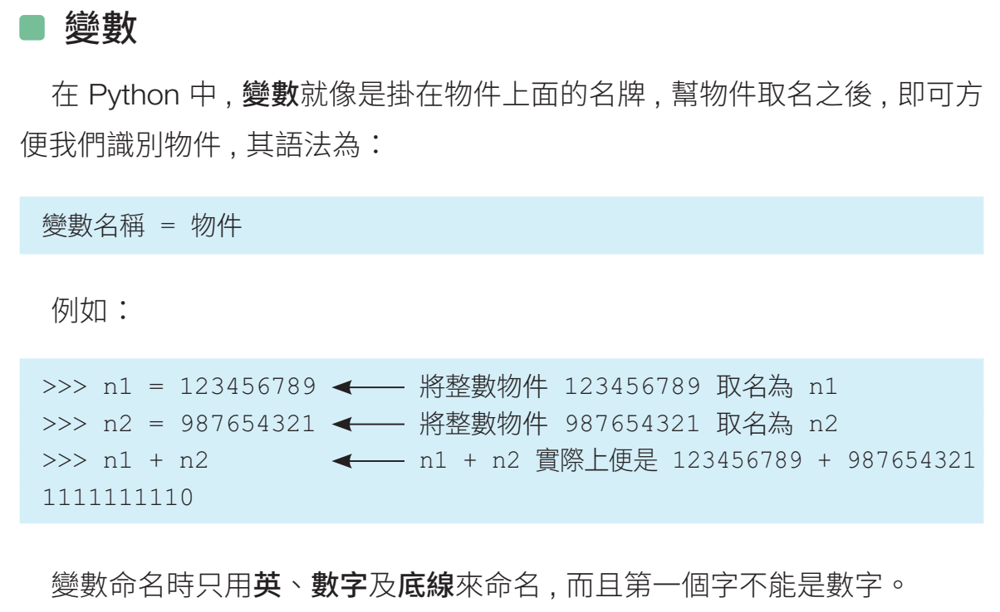 變數
在 Python 中 , 變數就像是掛在物件上面的名牌 , 幫物件取名之後 , 即可方
便我們識別物件 , 其語法為：
變數名稱 = 物件
例如：
>>> n1 = 123456789 ← 將整數物件 123456789 取名為 n1
>>> n2 = 987654321 ← 將整數物件 987654321 取名為 n2
>>> n1 + n2 ← n1 + n2 實際上便是 123456789 + 987654321
1111111110
變數命名時只用英、數字及底線來命名 , 而且第一個字不能是數字。